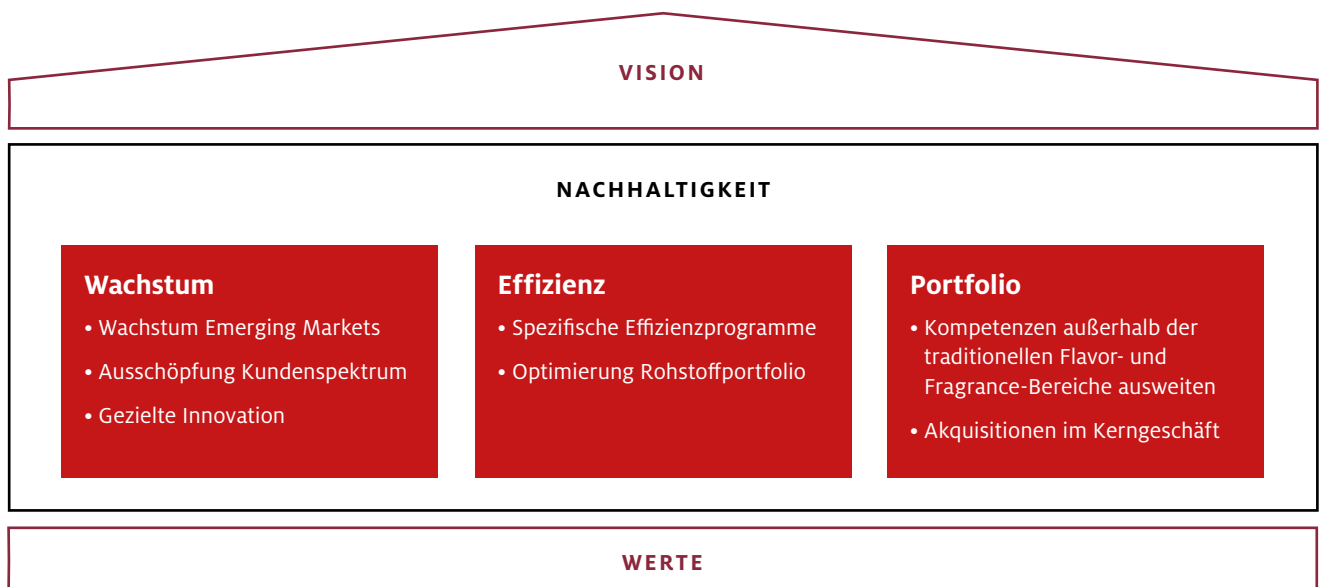 VISION
NACHHALTIGKEIT
Wachstum
• Wachstum Emerging Markets
• Ausschöpfung Kundenspektrum
• Gezielte Innovation
Effizienz
• Spezifische Effizienzprogramme
• Optimierung Rohstoffportfolio
Portfolio
• Kompetenzen außerhalb der
traditionellen Flavor- und
Fragrance-Bereiche ausweiten
• Akquisitionen im Kerngeschäft
WERTE